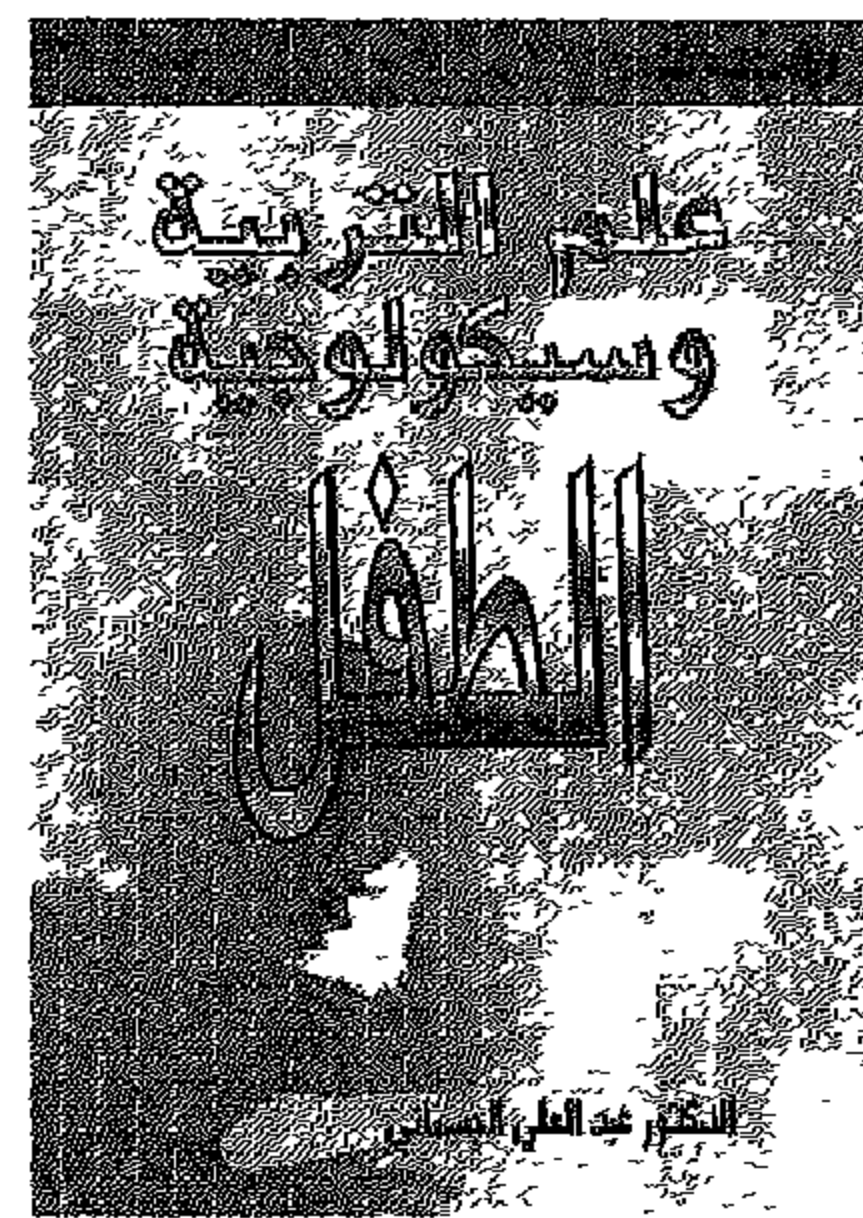 علم التربية
وسيكولوجية
الطفل
الدكتور عبد العلي الجسماني